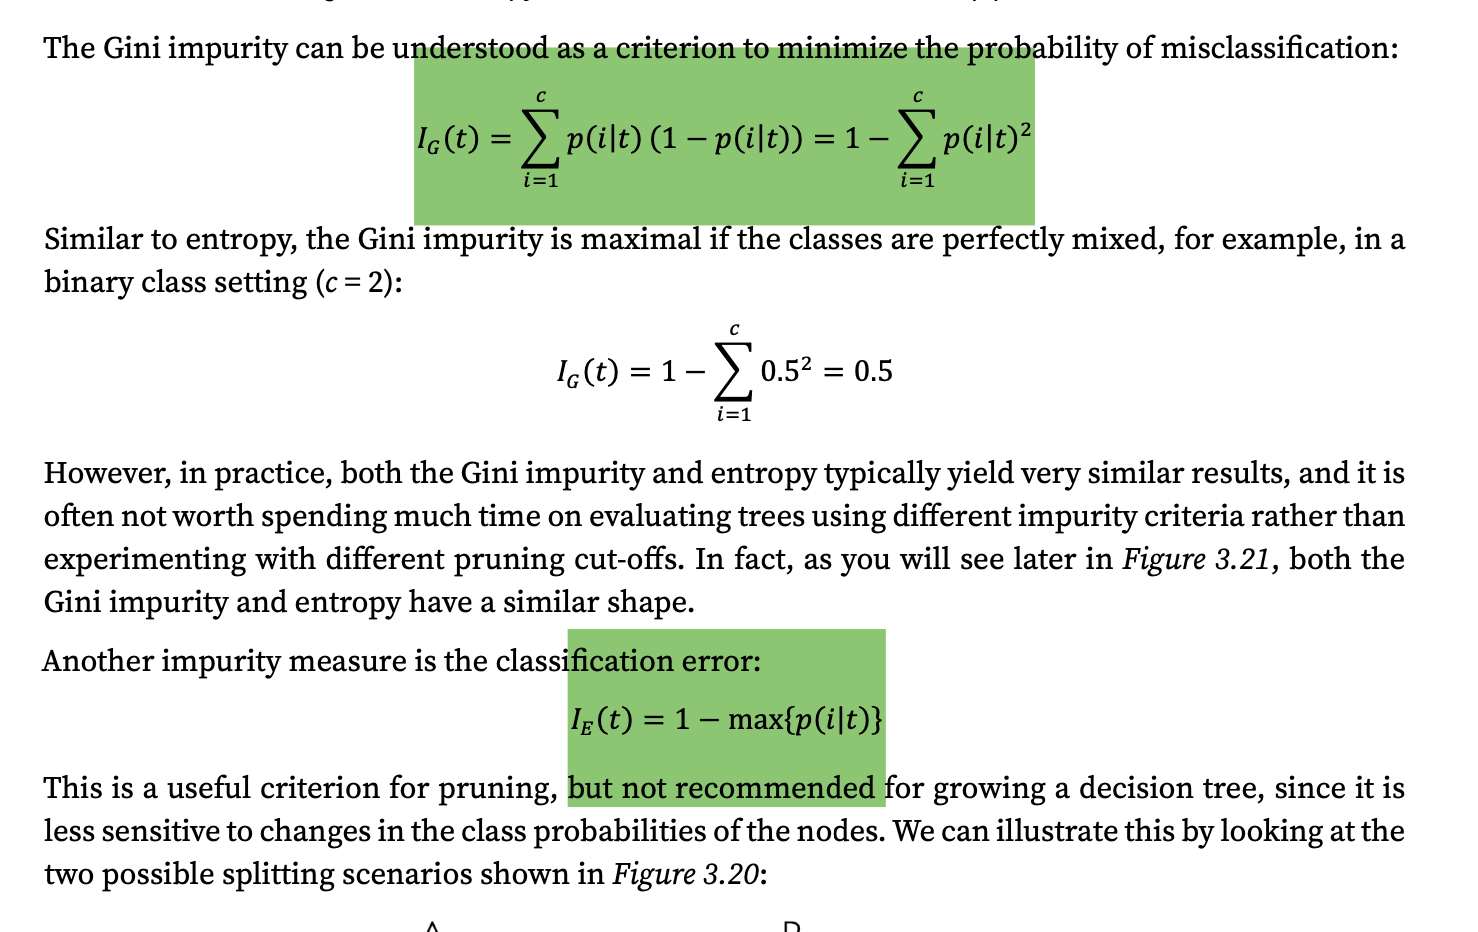 The Gini impurity can be understood as a criterion to minimize the probability of misclassification:
I_G(t) = ∑_{i=1}^{c} p(i|t) (1 − p(i|t)) = 1 − ∑_{i=1}^{c} p(i|t)²
Similar to entropy, the Gini impurity is maximal if the classes are perfectly mixed, for example, in a
binary class setting (c = 2):
I_G(t) = 1 − ∑_{i=1}^{c} 0.5² = 0.5
However, in practice, both the Gini impurity and entropy typically yield very similar results, and it is
often not worth spending much time on evaluating trees using different impurity criteria rather than
experimenting with different pruning cut-offs. In fact, as you will see later in Figure 3.21, both the
Gini impurity and entropy have a similar shape.
Another impurity measure is the classification error:
I_E(t) = 1 − max{p(i|t)}
This is a useful criterion for pruning, but not recommended for growing a decision tree, since it is
less sensitive to changes in the class probabilities of the nodes. We can illustrate this by looking at the
two possible splitting scenarios shown in Figure 3.20: